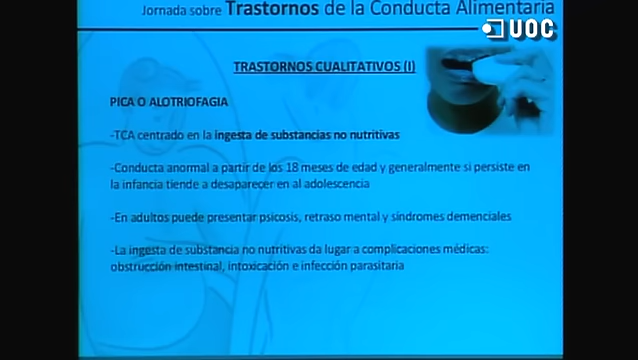 Jornada sobre Trastornos de la Conducta Alimentaria
UOC
TRASTORNOS CUALITATIVOS (I)
PICA O ALOTRIOFAGIA
-TCA centrado en la ingesta de substancias no nutritivas
-Conducta anormal a partir de los 18 meses de edad y generalmente si persiste en
la infancia tiende a desaparecer en al adolescencia
-En adultos puede presentar psicosis, retraso mental y síndromes demenciales
-La ingesta de substancia no nutritivas da lugar a complicaciones médicas:
obstrucción intestinal, intoxicación e infección parasitaria